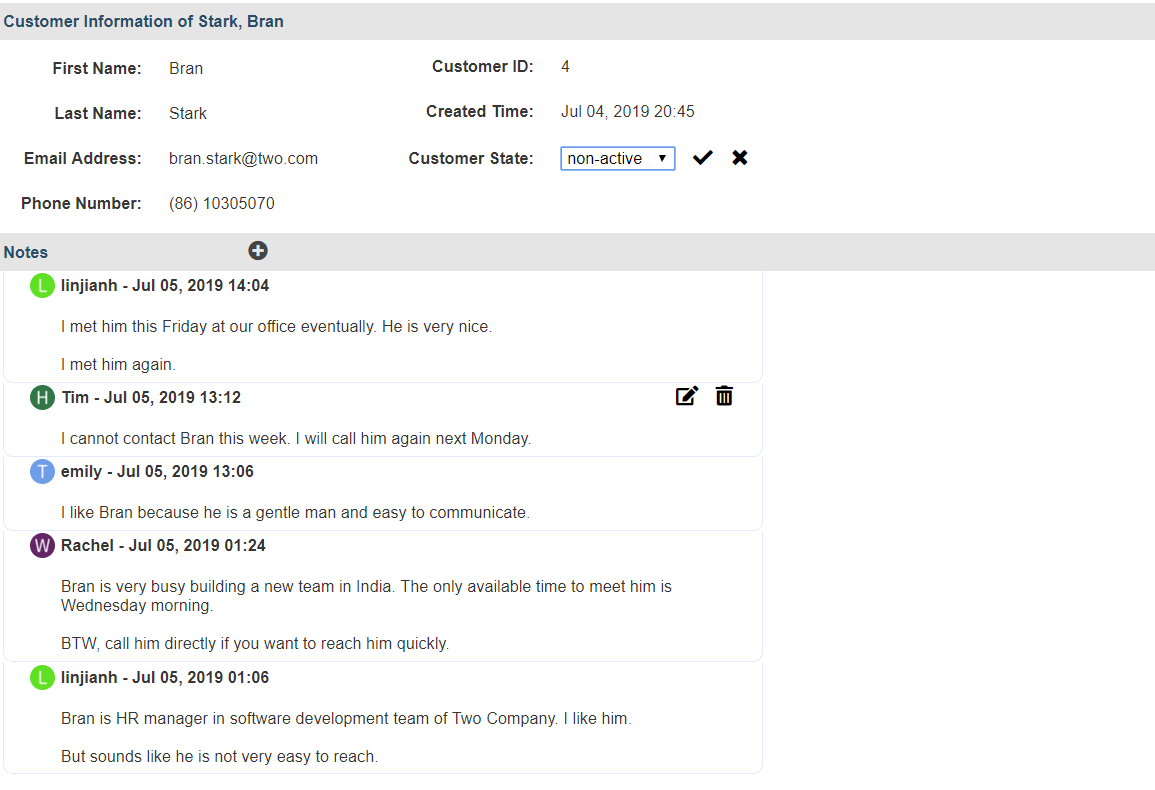 Customer Information of Stark, Bran
First Name: Bran
Customer ID: 4
Last Name: Stark
Created Time: Jul 04, 2019 20:45
Email Address: bran.stark@two.com
Customer State: non-active
Phone Number: (86) 10305070
Notes
L linjianh - Jul 05, 2019 14:04
I met him this Friday at our office eventually. He is very nice.
I met him again.
H Tim - Jul 05, 2019 13:12
I cannot contact Bran this week. I will call him again next Monday.
T emily - Jul 05, 2019 13:06
I like Bran because he is a gentle man and easy to communicate.
W Rachel - Jul 05, 2019 01:24
Bran is very busy building a new team in India. The only available time to meet him is
Wednesday morning.
BTW, call him directly if you want to reach him quickly.
L linjianh - Jul 05, 2019 01:06
Bran is HR manager in software development team of Two Company. I like him.
But sounds like he is not very easy to reach.